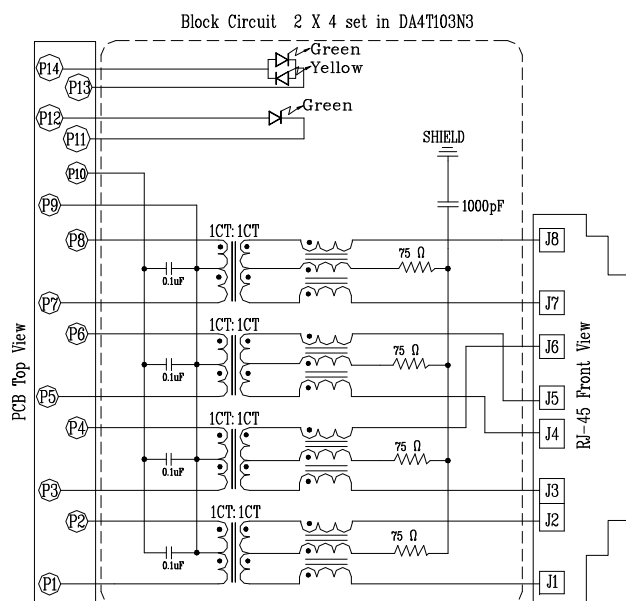 Block Circuit 2 X 4 set in DA4T103N3
Green
P14
Yellow
P13
P12
Green
P11
SHIELD
P10
P9
1000pF
1CT:1CT
P8
75 Ω
J8
0.1uF
P7
J7
1CT:1CT
P6
75 Ω
J6
0.1uF
P5
J5
1CT:1CT
P4
J4
75 Ω
0.1uF
P3
J3
1CT:1CT
P2
J2
75 Ω
0.1uF
P1
J1
PCB Top View
RJ-45 Front View